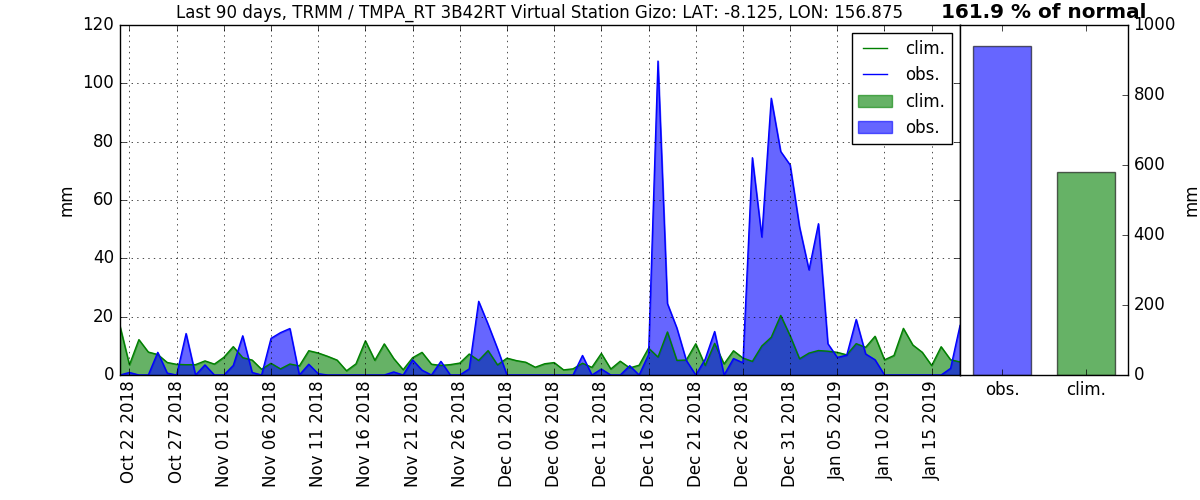 Last 90 days, TRMM / TMPA_RT 3B42RT Virtual Station Gizo: LAT: -8.125, LON: 156.875
161.9 % of normal
120
100
80
60
40
20
0
mm
clim.
obs.
clim.
obs.
1000
800
600
400
200
0
mm
Oct 22 2018
Oct 27 2018
Nov 01 2018
Nov 06 2018
Nov 11 2018
Nov 16 2018
Nov 21 2018
Nov 26 2018
Dec 01 2018
Dec 06 2018
Dec 11 2018
Dec 16 2018
Dec 21 2018
Dec 26 2018
Dec 31 2018
Jan 05 2019
Jan 10 2019
Jan 15 2019
obs.
clim.